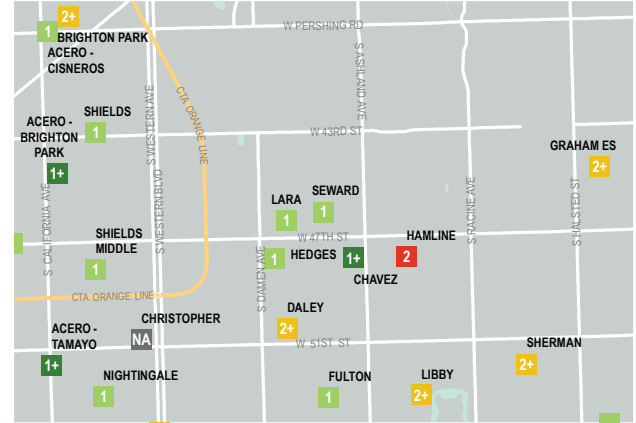 2+
1
BRIGHTON PARK
ACERO -
CISNEROS
W PERSHING RD
S ASHLAND AVE
S WESTERN AVE
CTA ORANGE LINE
ACERO -
BRIGHTON
PARK
1+
SHIELDS
1
W 43RD ST
GRAHAM ES
2+
S CALIFORNIA AVE
S WESTERN BLVD
S RACINE AVE
S HALSTED ST
LARA
1
SEWARD
1
SHIELDS
MIDDLE
1
W 47TH ST
HAMLINE
2
1
HEDGES
1+
CHAVEZ
S DAMEN AVE
CTA ORANGE LINE
DALEY
2+
CHRISTOPHER
NA
ACERO -
TAMAYO
1+
W 51ST ST
SHERMAN
2+
NIGHTINGALE
1
FULTON
1
LIBBY
2+